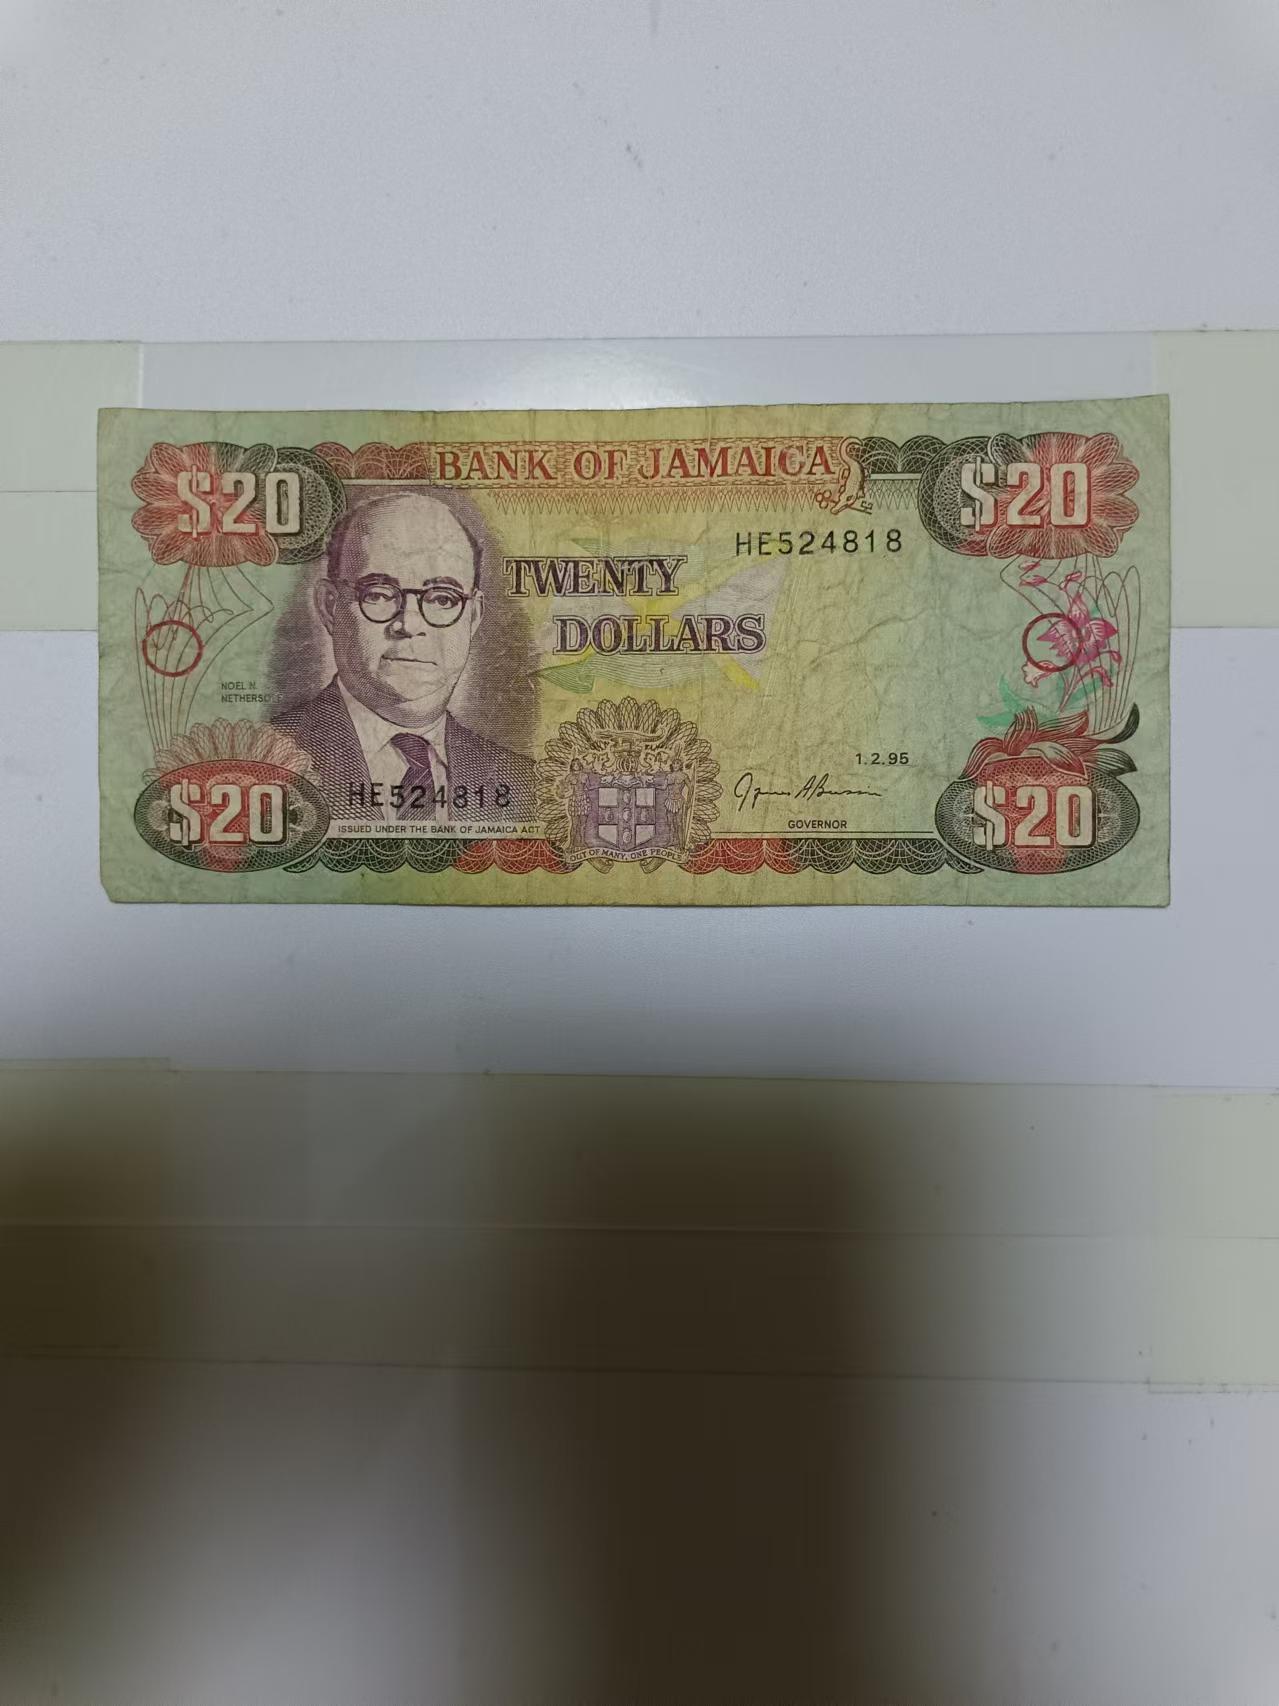 $20
BANK OF JAMAICA
$20
HE524818
TWENTY
DOLLARS
NOEL N.
NETHERSOLE
1.2.95
HE524818
GOVERNOR
ISSUED UNDER THE BANK OF JAMAICA ACT
OUT OF MANY, ONE PEOPLE
$20
$20